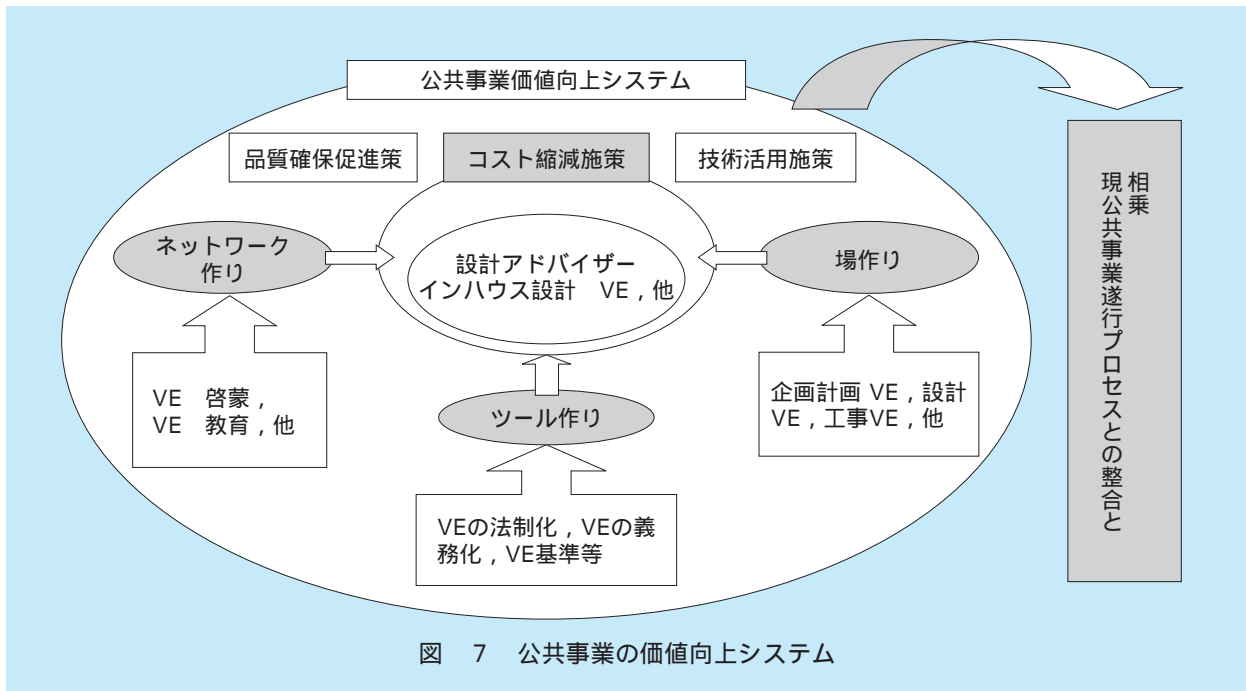 公共事業価値向上システム
品質確保促進策
コスト縮減施策
技術活用施策
ネットワーク
作り
設計アドバイザー
インハウス設計　VE，他
場作り
VE　啓蒙，
VE　教育，他
ツール作り
企画計画 VE，設計
VE，工事VE，他
VEの法制化，VEの義
務化，VE基準等
現公共事業遂行プロセスとの整合と
相乗
図　7　公共事業の価値向上システム